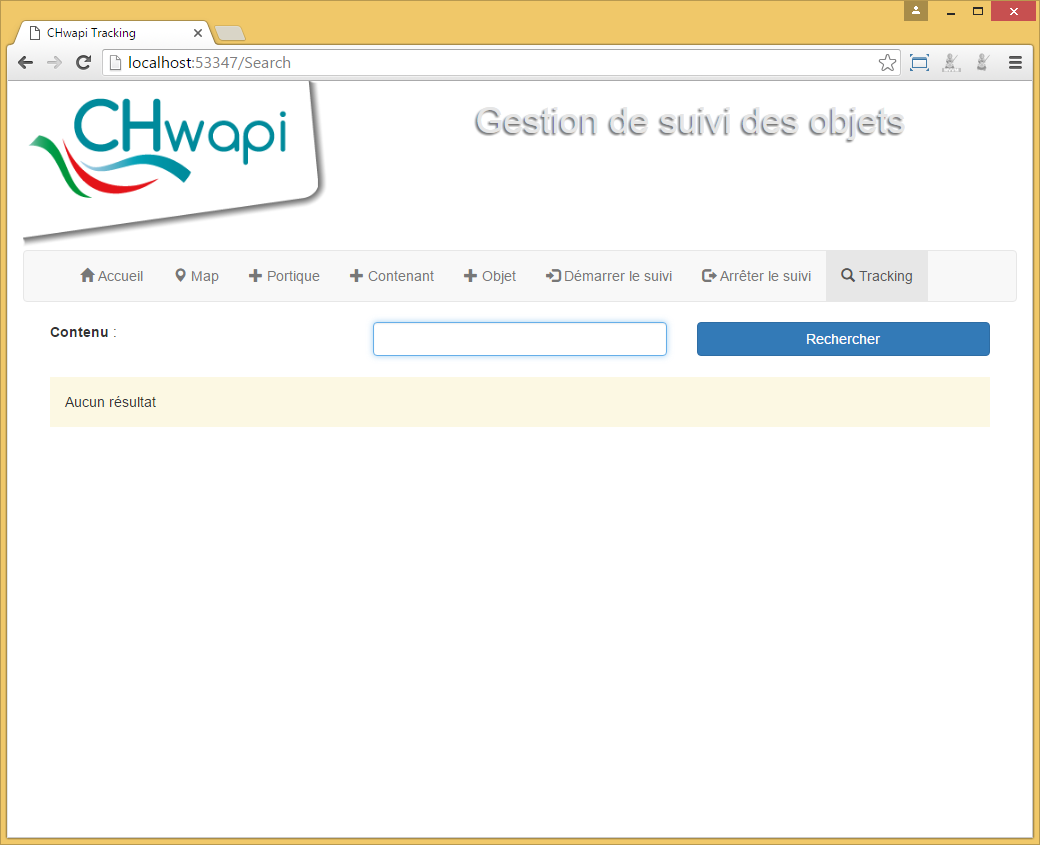 CHwapi Tracking
localhost:53347/Search
CHwapi
Gestion de suivi des objets
Accueil Map Portique Contenant Objet Démarrer le suivi Arrêter le suivi Tracking
Contenu : Rechercher
Aucun résultat